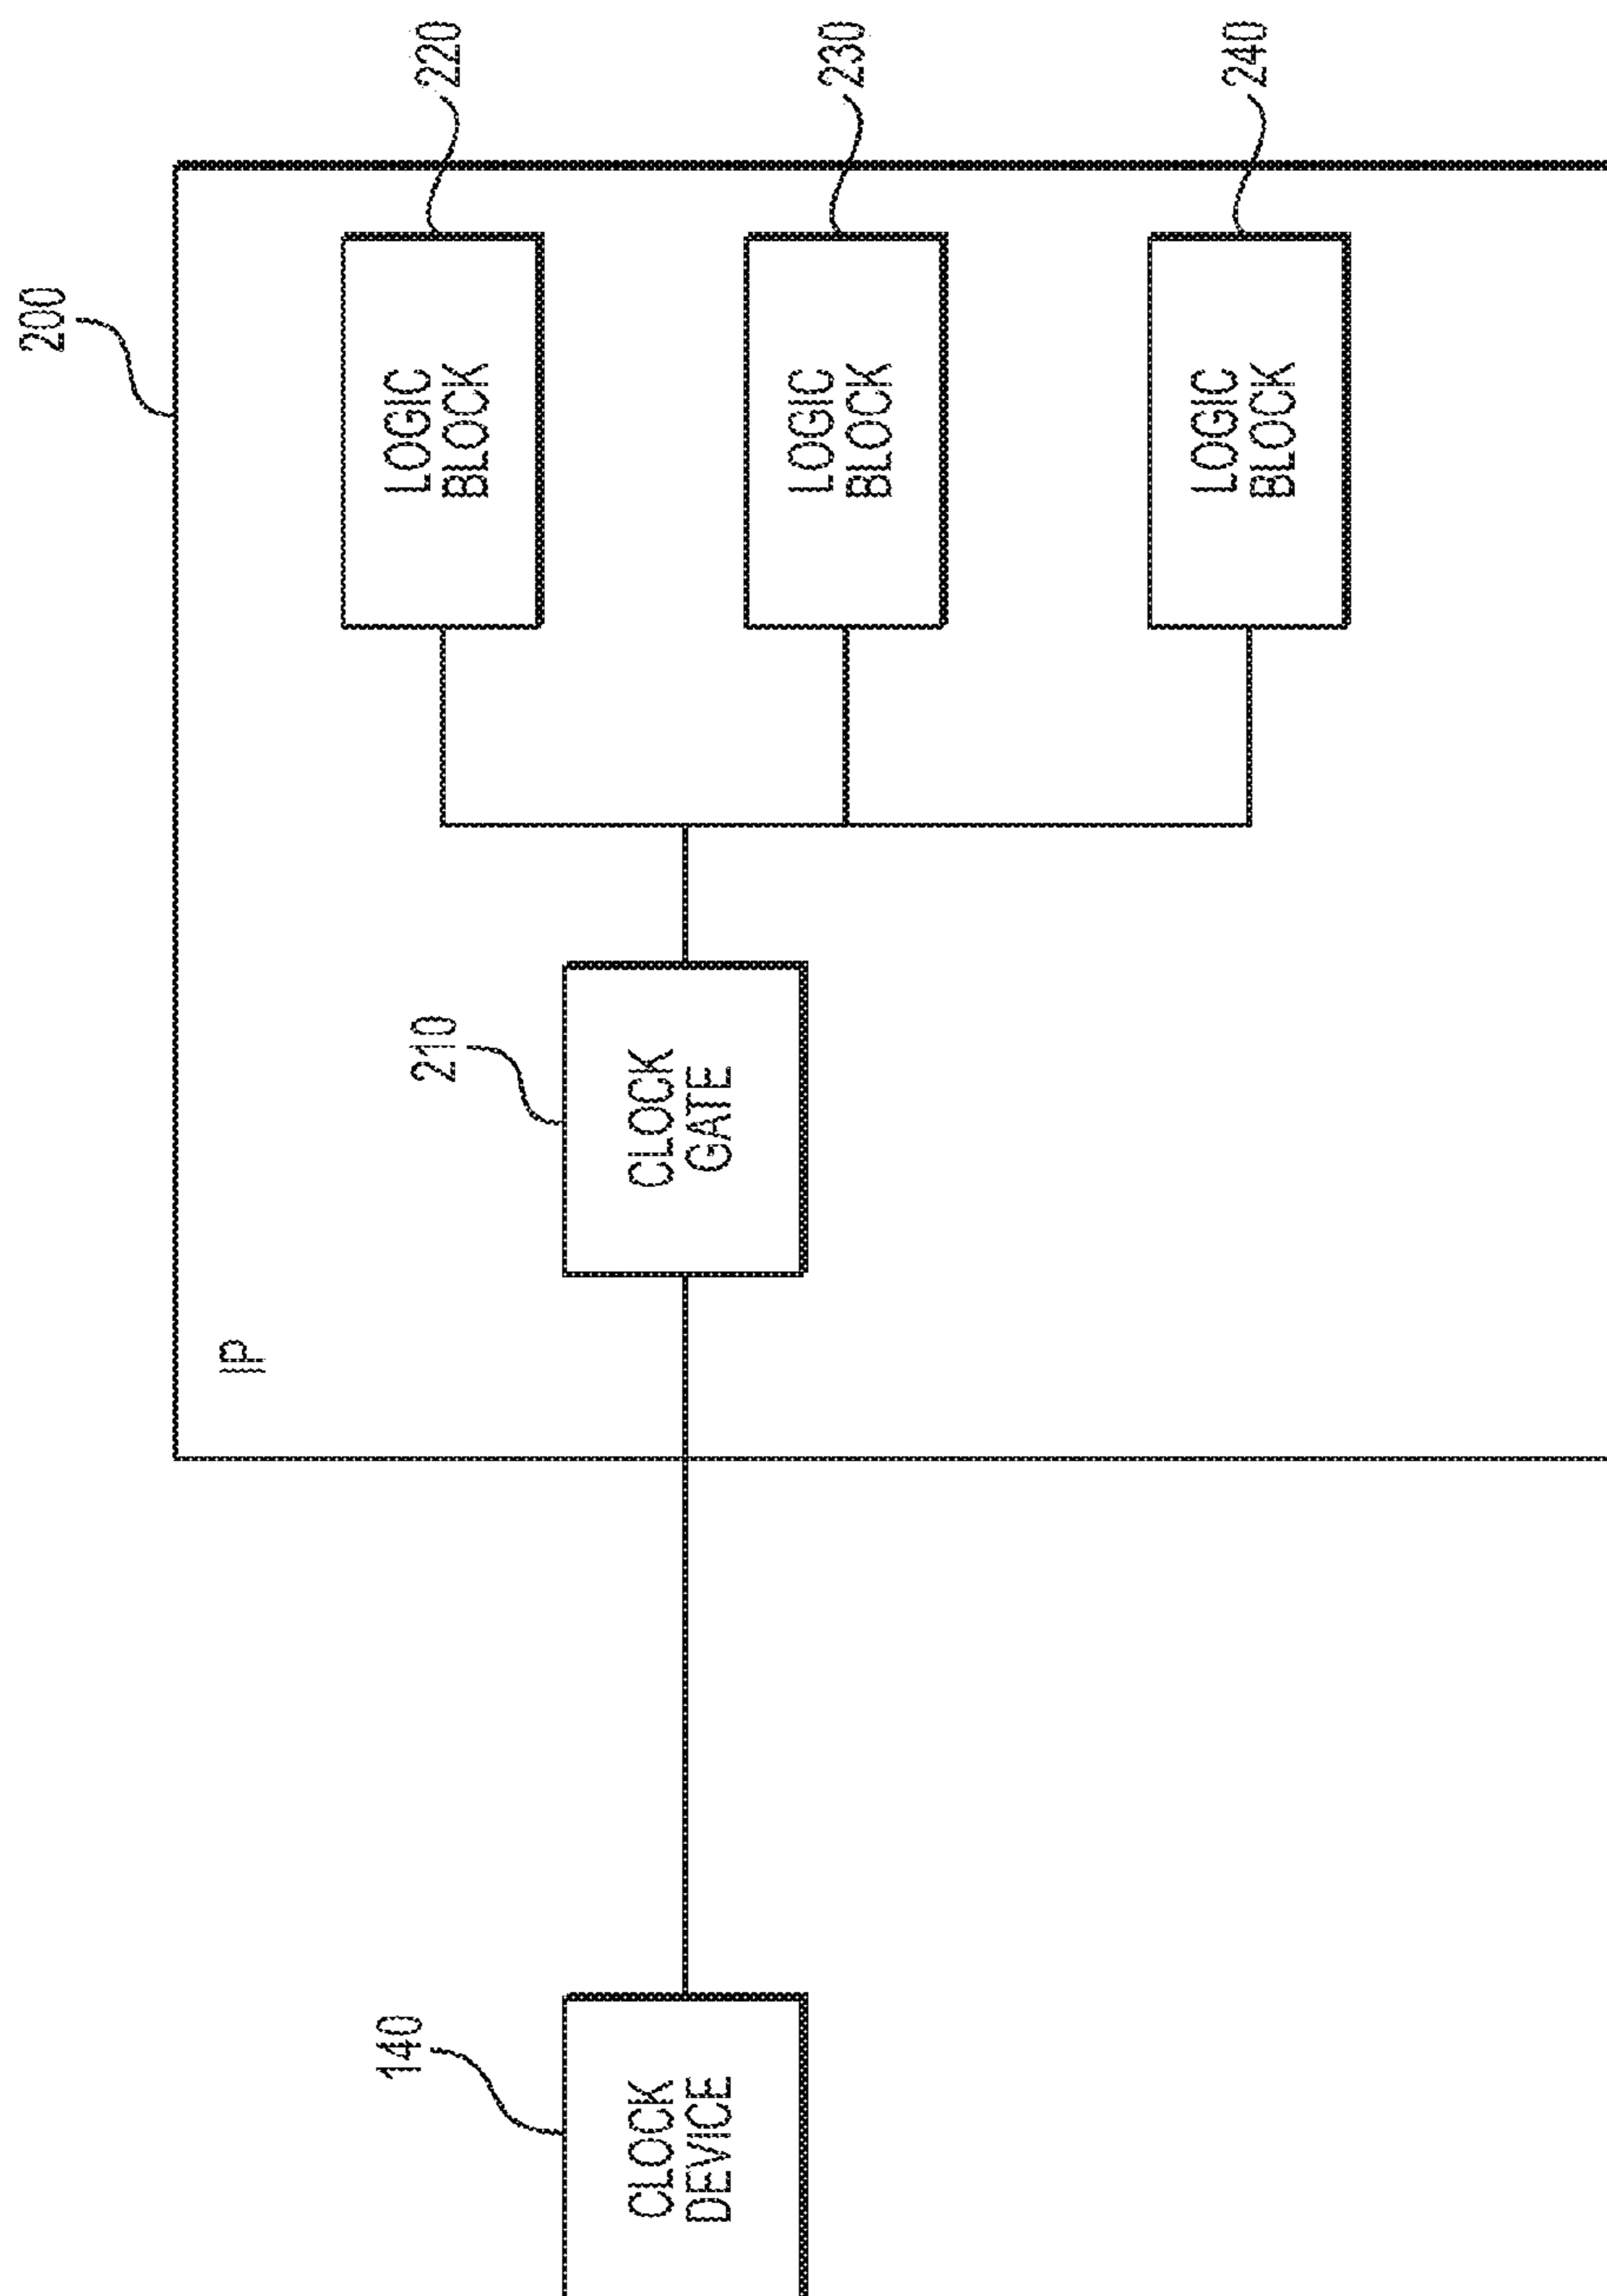 200
IP
220
LOGIC
BLOCK
210
CLOCK
GATE
230
LOGIC
BLOCK
240
LOGIC
BLOCK
140
CLOCK
DEVICE